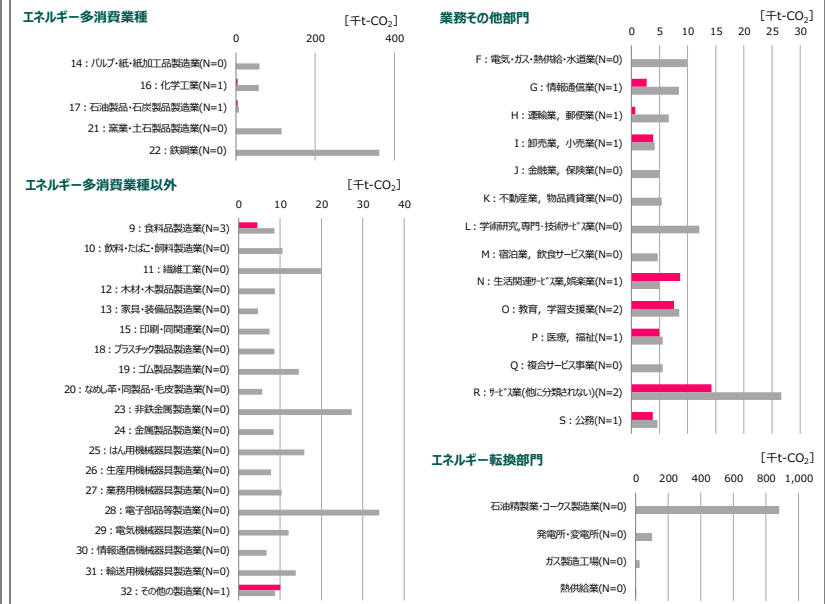 エネルギー多消費業種
[千t-CO₂]
0 200 400
14：パルプ・紙・紙加工品製造業(N=0)
16：化学工業(N=1)
17：石油製品・石炭製品製造業(N=1)
21：窯業・土石製品製造業(N=0)
22：鉄鋼業(N=0)
エネルギー多消費業種以外
[千t-CO₂]
0 10 20 30 40
9：食料品製造業(N=3)
10：飲料・たばこ・飼料製造業(N=0)
11：繊維工業(N=0)
12：木材・木製品製造業(N=0)
13：家具・装備品製造業(N=0)
15：印刷・同関連業(N=0)
18：プラスチック製品製造業(N=0)
19：ゴム製品製造業(N=0)
20：なめし革・同製品・毛皮製造業(N=0)
23：非鉄金属製造業(N=0)
24：金属製品製造業(N=0)
25：はん用機械器具製造業(N=0)
26：生産用機械器具製造業(N=0)
27：業務用機械器具製造業(N=0)
28：電子部品等製造業(N=0)
29：電気機械器具製造業(N=0)
30：情報通信機械器具製造業(N=0)
31：輸送用機械器具製造業(N=0)
32：その他の製造業(N=1)
業務その他部門
[千t-CO₂]
0 5 10 15 20 25 30
F：電気・ガス・熱供給・水道業(N=0)
G：情報通信業(N=1)
H：運輸業，郵便業(N=1)
I：卸売業，小売業(N=1)
J：金融業，保険業(N=0)
K：不動産業，物品賃貸業(N=0)
L：学術研究,専門・技術サービス業(N=0)
M：宿泊業，飲食サービス業(N=0)
N：生活関連サービス業,娯楽業(N=1)
O：教育，学習支援業(N=2)
P：医療，福祉(N=1)
Q：複合サービス事業(N=0)
R：サービス業(他に分類されない)(N=2)
S：公務(N=1)
エネルギー転換部門
[千t-CO₂]
0 200 400 600 800 1,000
石油精製業・コークス製造業(N=0)
発電所・変電所(N=0)
ガス製造工場(N=0)
熱供給業(N=0)